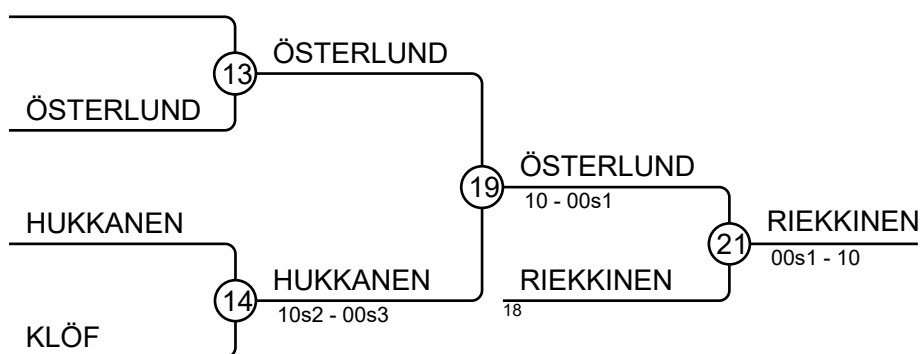 13
ÖSTERLUND
ÖSTERLUND
19
ÖSTERLUND
10 - 00s1
HUKKANEN
14
HUKKANEN
10s2 - 00s3
KLÖF
21
RIEKKINEN
18
RIEKKINEN
00s1 - 10